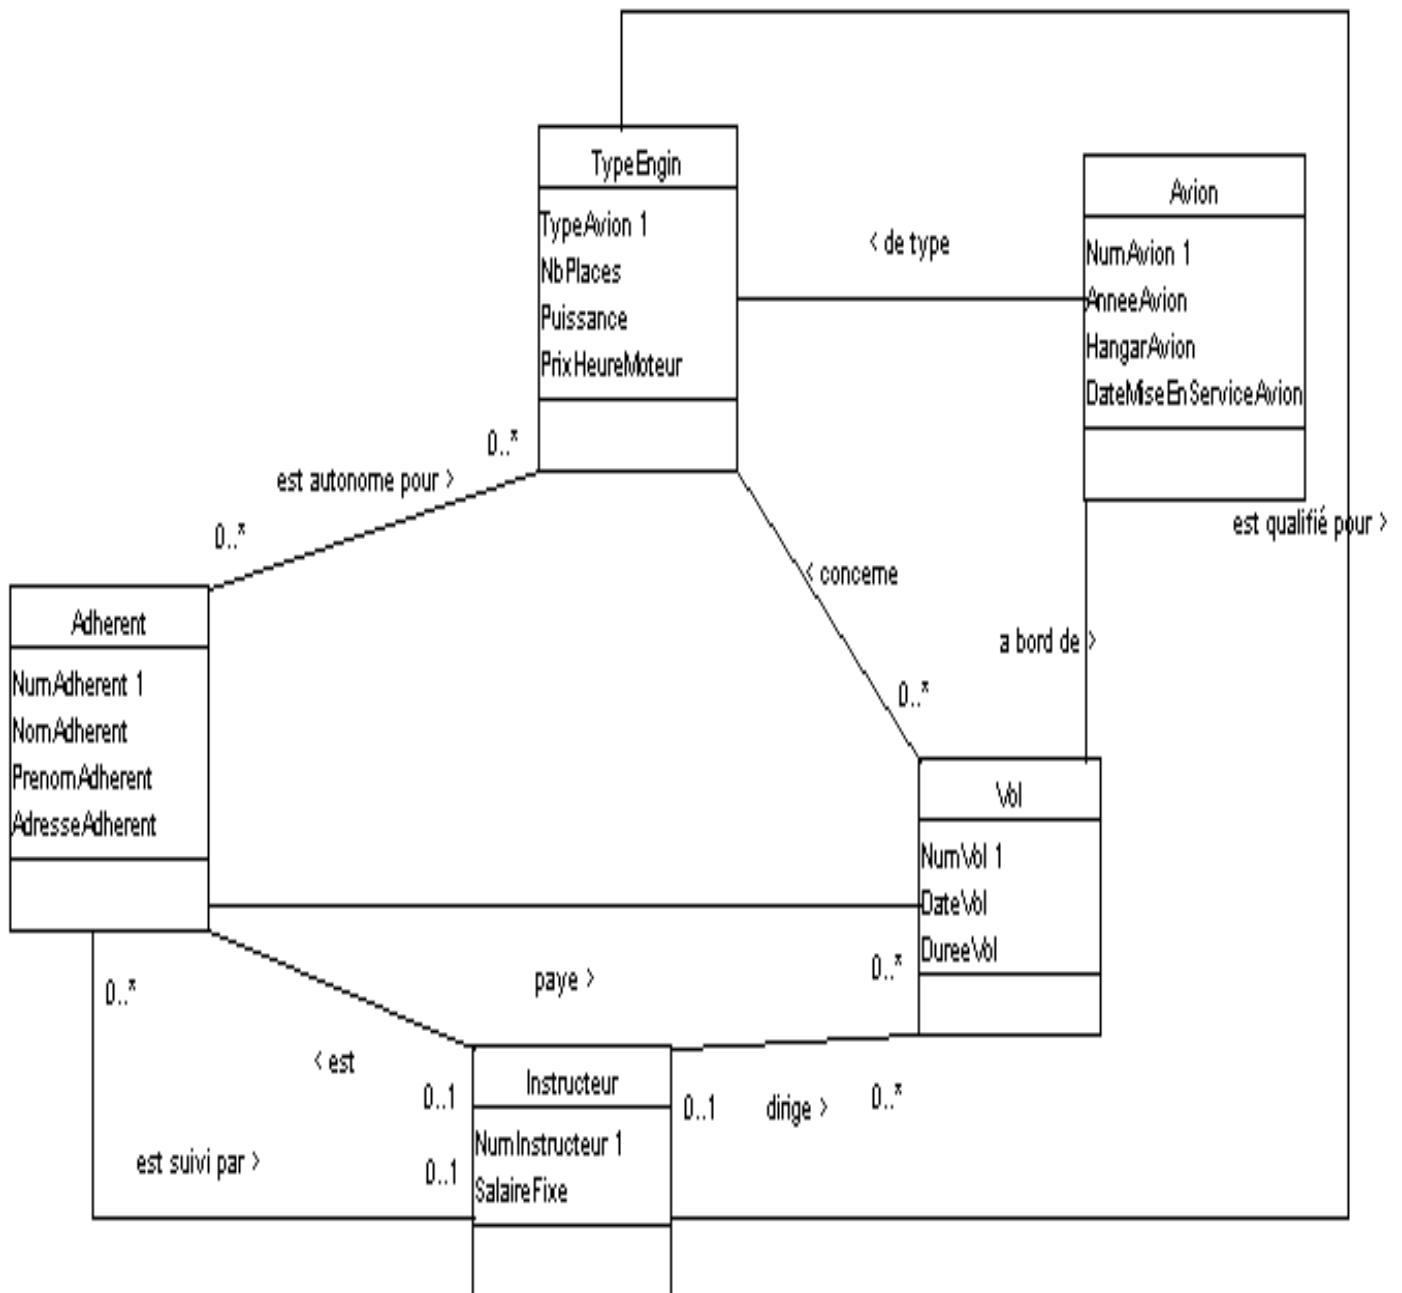 TypeEngin
TypeAvion 1
NbPlaces
Puissance
PrixHeureMoteur
Avion
NumAvion 1
AnneeAvion
HangarAvion
DateMiseEnServiceAvion
< de type
0..*
est autonome pour >
0..*
est qualifié pour >
< concerne
a bord de >
0..*
Adherent
NumAdherent 1
NomAdherent
PrenomAdherent
AdresseAdherent
Vol
NumVol 1
DateVol
DureeVol
0..*
paye >
0..*
< est
0..1
Instructeur
NumInstructeur 1
SalaireFixe
0..1
dirige >
0..*
est suivi par >
0..1